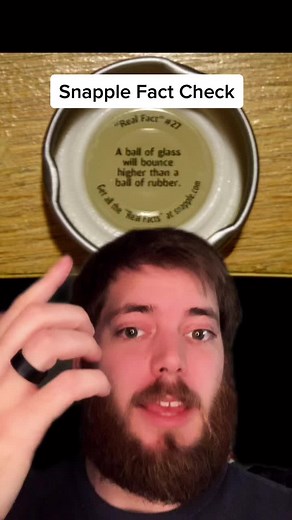 Snapple Fact Check
"Real Fact" #27
A ball of glass
will bounce
higher than a
ball of rubber.
Get all the "Real Facts" at snapple.com